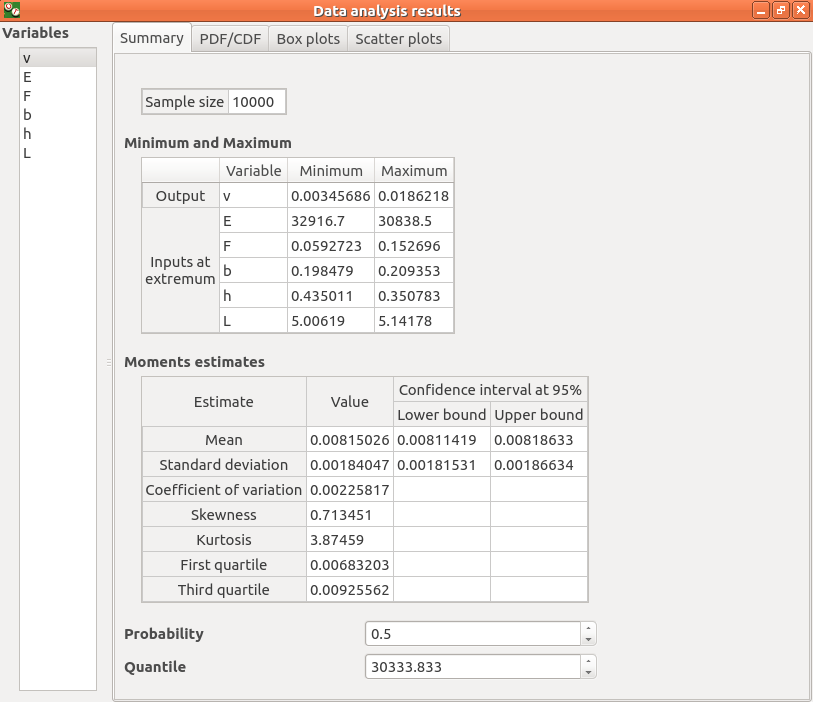 Data analysis results
Variables
v
E
F
b
h
L
Summary PDF/CDF Box plots Scatter plots
Sample size 10000
Minimum and Maximum
Variable Minimum Maximum
Output v 0.00345686 0.0186218
E 32916.7 30838.5
F 0.0592723 0.152696
Inputs at extremum b 0.198479 0.209353
h 0.435011 0.350783
L 5.00619 5.14178
Moments estimates
Estimate Value Confidence interval at 95%
Lower bound Upper bound
Mean 0.00815026 0.00811419 0.00818633
Standard deviation 0.00184047 0.00181531 0.00186634
Coefficient of variation 0.00225817
Skewness 0.713451
Kurtosis 3.87459
First quartile 0.00683203
Third quartile 0.00925562
Probability 0.5
Quantile 30333.833